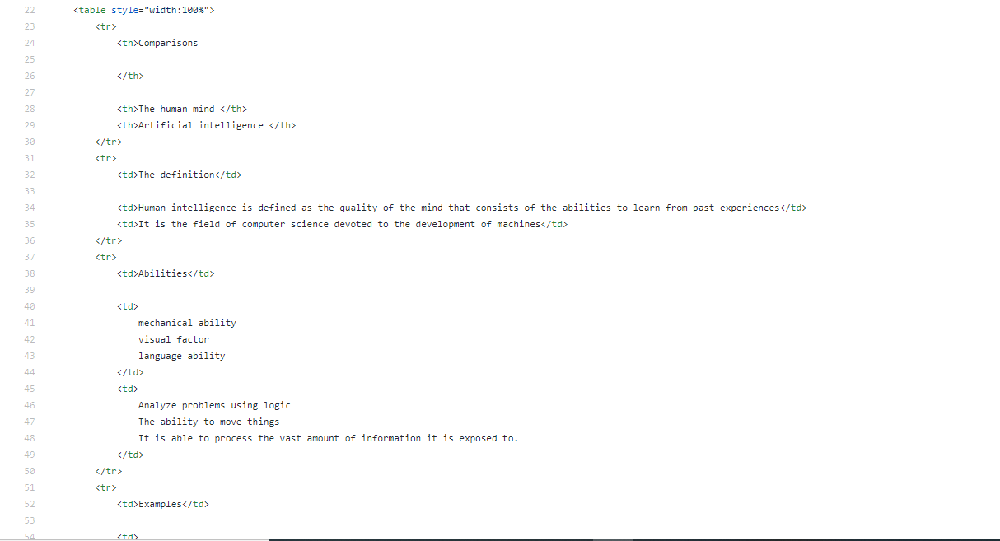 22 <table style="width:100%">
23 <tr>
24 <th>Comparisons
25
26 </th>
27
28 <th>The human mind </th>
29 <th>Artificial intelligence </th>
30 </tr>
31 <tr>
32 <td>The definition</td>
33
34 <td>Human intelligence is defined as the quality of the mind that consists of the abilities to learn from past experiences</td>
35 <td>It is the field of computer science devoted to the development of machines</td>
36 </tr>
37 <tr>
38 <td>Abilities</td>
39
40 <td>
41 mechanical ability
42 visual factor
43 language ability
44 </td>
45 <td>
46 Analyze problems using logic
47 The ability to move things
48 It is able to process the vast amount of information it is exposed to.
49 </td>
50 </tr>
51 <tr>
52 <td>Examples</td>
53
54 <td>